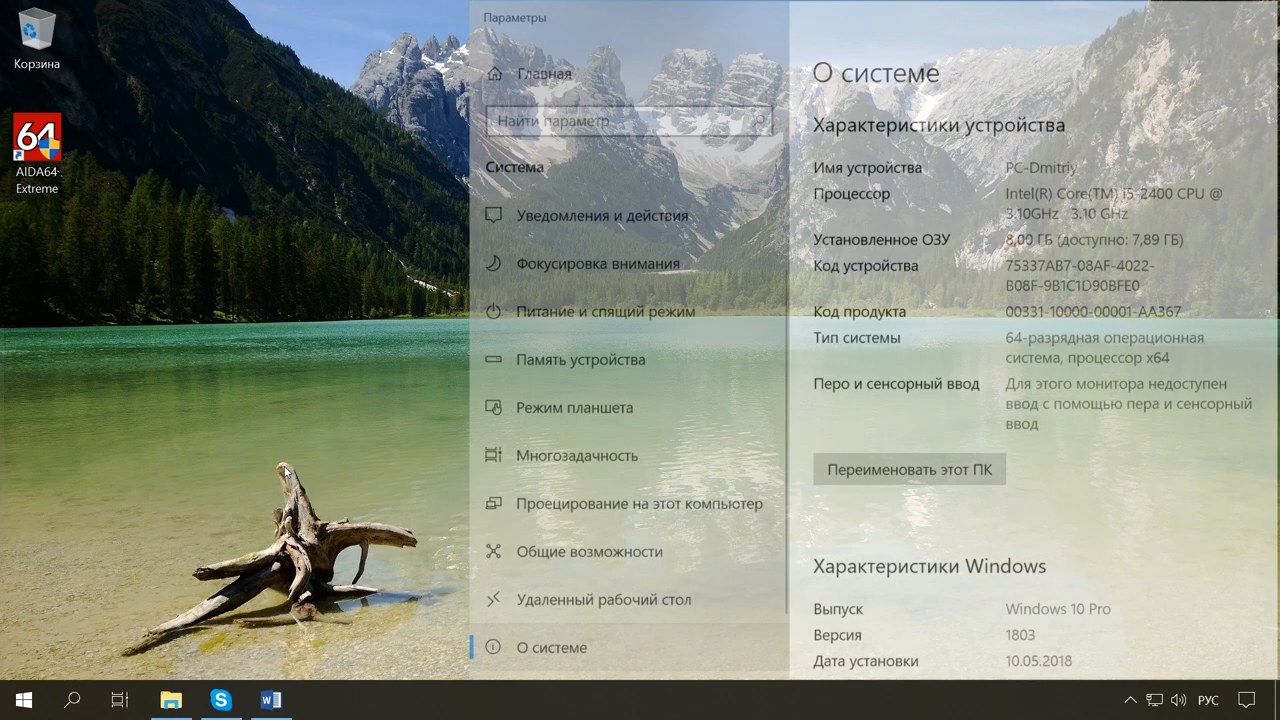 Корзина
64
AIDA64
Extreme
Параметры
Главная
Найти параметр
Система
Уведомления и действия
Фокусировка внимания
Питание и спящий режим
Память устройства
Режим планшета
Многозадачность
Проецирование на этот компьютер
Общие возможности
Удаленный рабочий стол
О системе
О системе
Характеристики устройства
Имя устройства PC-Dmitriy
Процессор Intel(R) Core(TM) i5-2400 CPU @
3.10GHz 3.10 GHz
Установленное ОЗУ 8,00 ГБ (доступно: 7,89 ГБ)
Код устройства 75337AB7-08AF-4022-
B08F-9B1C1D90BFE0
Код продукта 00331-10000-00001-AA367
Тип системы 64-разрядная операционная
система, процессор x64
Перо и сенсорный ввод Для этого монитора недоступен
ввод с помощью пера и сенсорный
ввод
Переименовать этот ПК
Характеристики Windows
Выпуск Windows 10 Pro
Версия 1803
Дата установки 10.05.2018
S
W
РУС